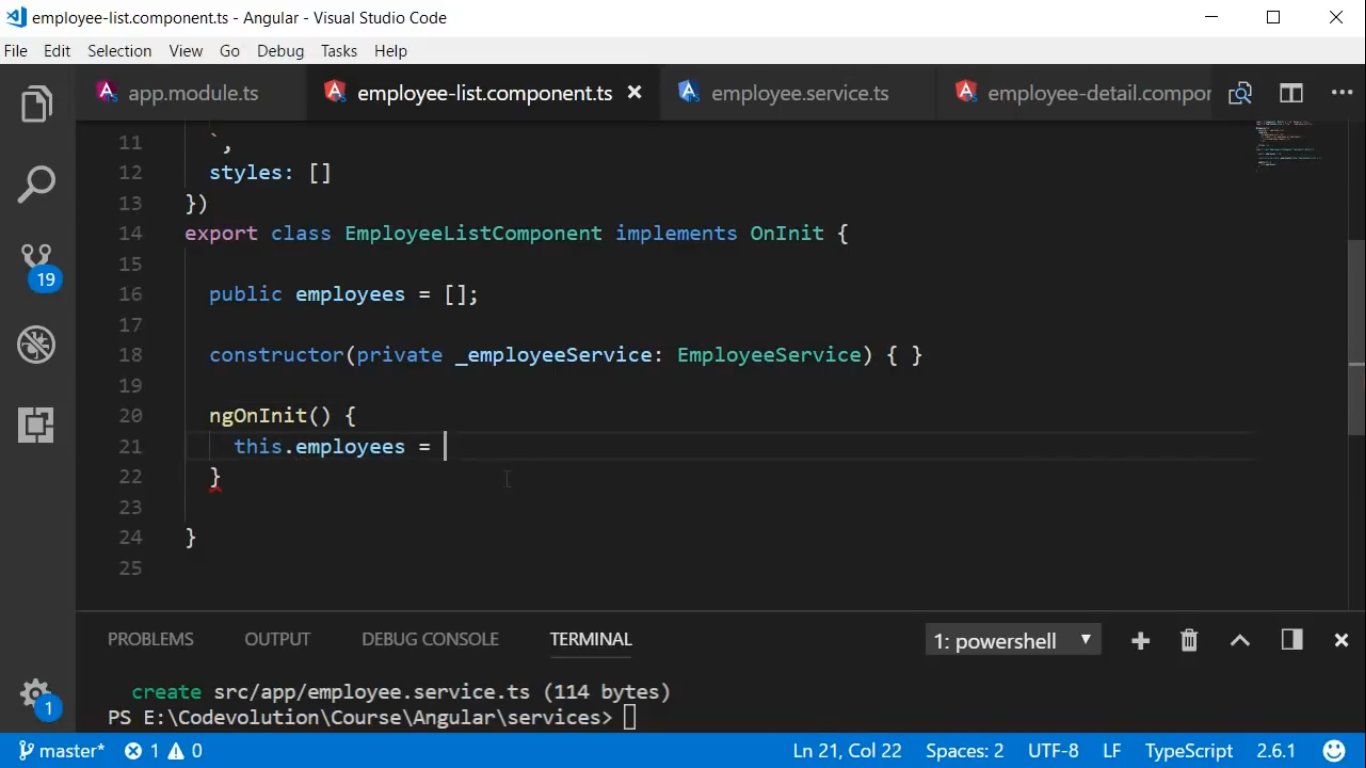 employee-list.component.ts - Angular - Visual Studio Code
File Edit Selection View Go Debug Tasks Help
app.module.ts employee-list.component.ts employee.service.ts employee-detail.compor
11 `,
12 styles: []
13 })
14 export class EmployeeListComponent implements OnInit {
15
16 public employees = [];
17
18 constructor(private _employeeService: EmployeeService) { }
19
20 ngOnInit() {
21 this.employees =
22 }
23
24 }
25
19
1
PROBLEMS OUTPUT DEBUG CONSOLE TERMINAL 1: powershell
create src/app/employee.service.ts (114 bytes)
PS E:\Codevolution\Course\Angular\services>
master* 1 0 Ln 21, Col 22 Spaces: 2 UTF-8 LF TypeScript 2.6.1